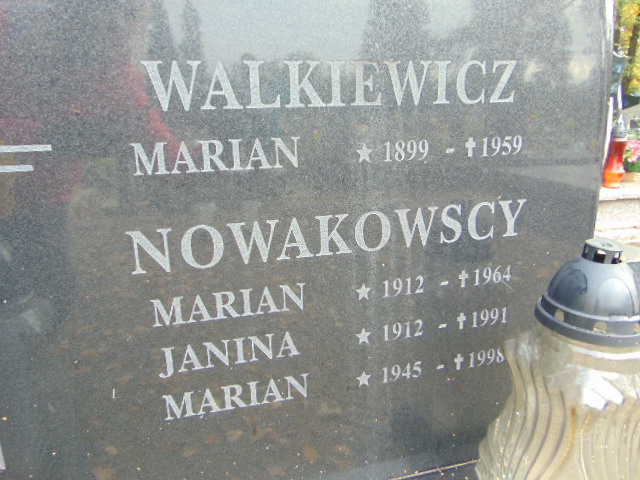 WALKIEWICZ
MARIAN ★ 1899 - ✝ 1959
NOWAKOWSCY
MARIAN ★ 1912 - ✝ 1964
JANINA ★ 1912 - ✝ 1991
MARIAN ★ 1945 - ✝ 1998